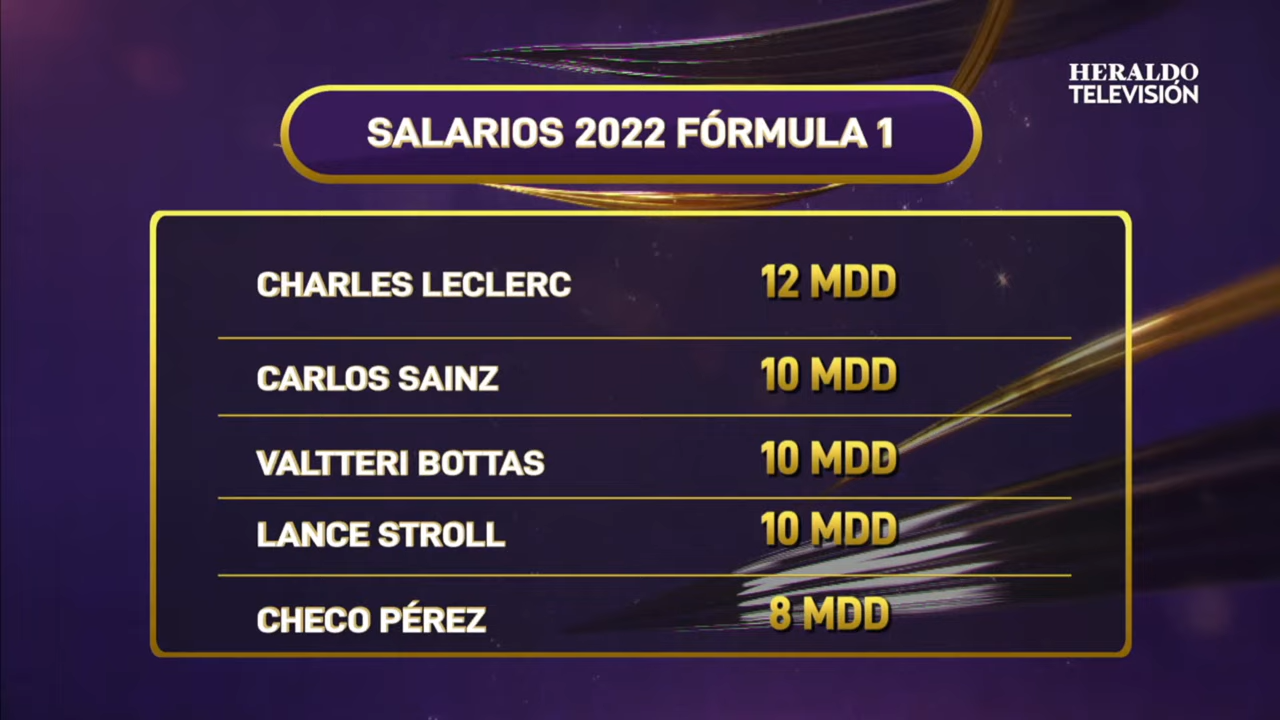 HERALDO
TELEVISIÓN
SALARIOS 2022 FÓRMULA 1
CHARLES LECLERC 12 MDD
CARLOS SAINZ 10 MDD
VALTTERI BOTTAS 10 MDD
LANCE STROLL 10 MDD
CHECO PÉREZ 8 MDD